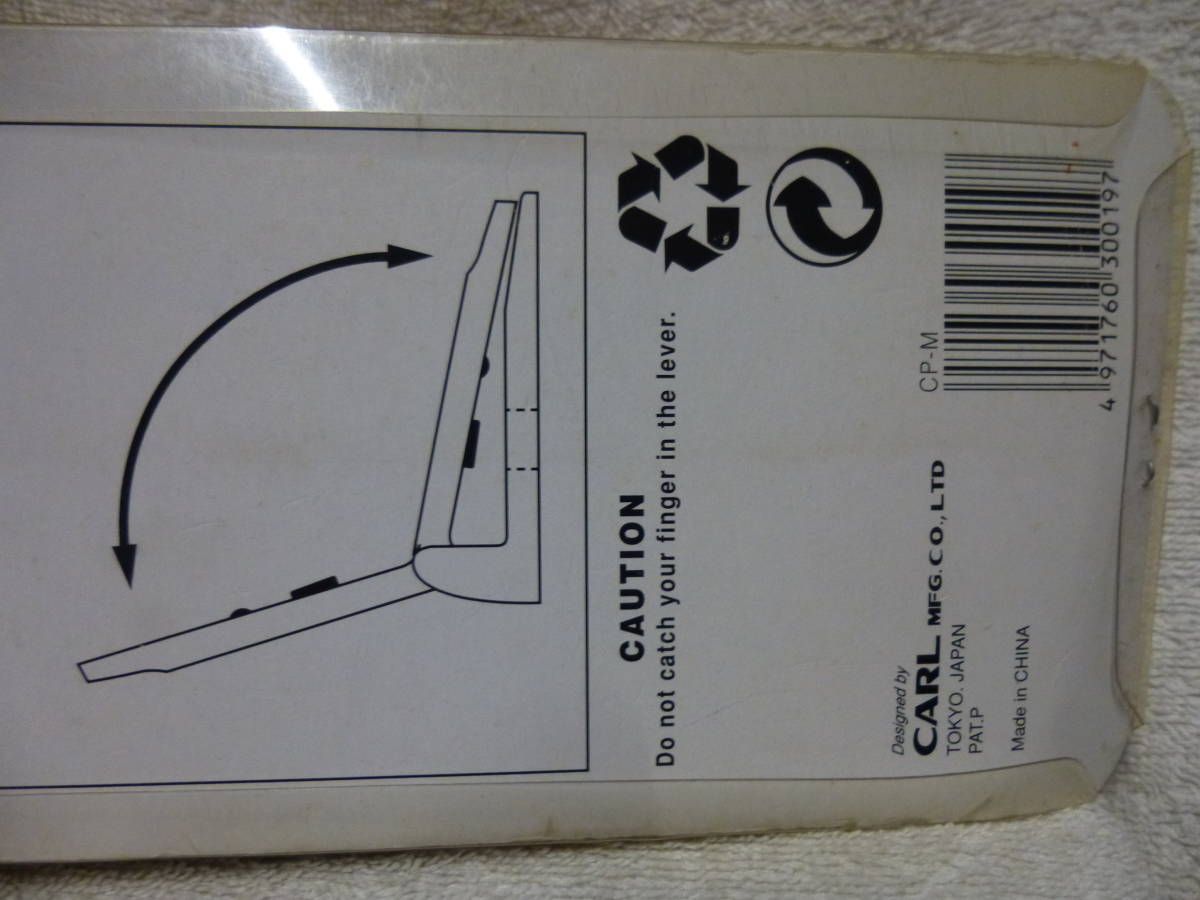 CAUTION
Do not catch your finger in the lever.
Designed by
CARL MFG. CO., LTD
TOKYO. JAPAN
PAT.P
Made in CHINA
CP-M
4 971760 300197